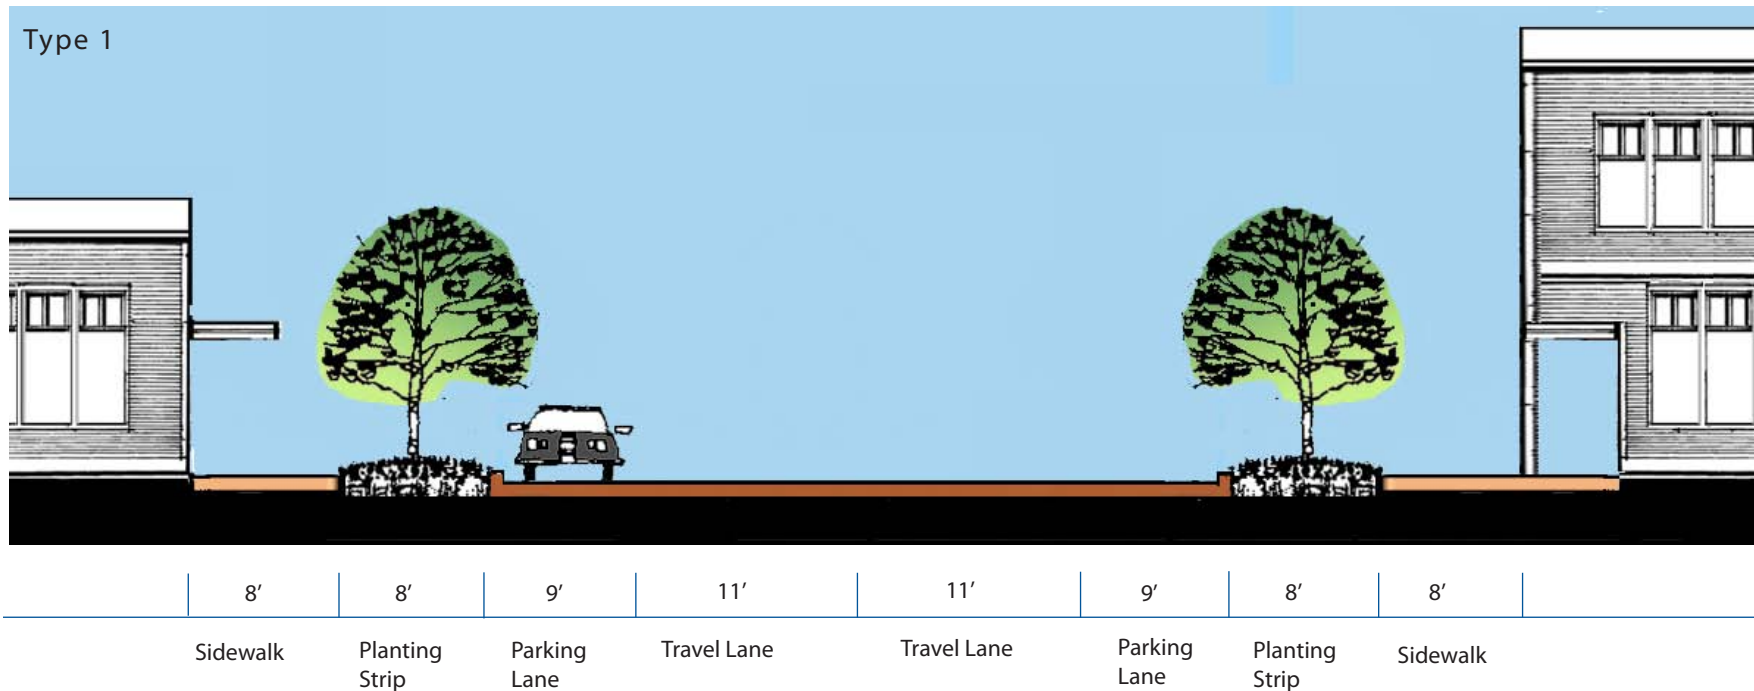 Type 1
8’ 8’ 9’ 11’ 11’ 9’ 8’ 8’
Sidewalk
Planting
Strip
Parking
Lane
Travel Lane
Travel Lane
Parking
Lane
Planting
Strip
Sidewalk